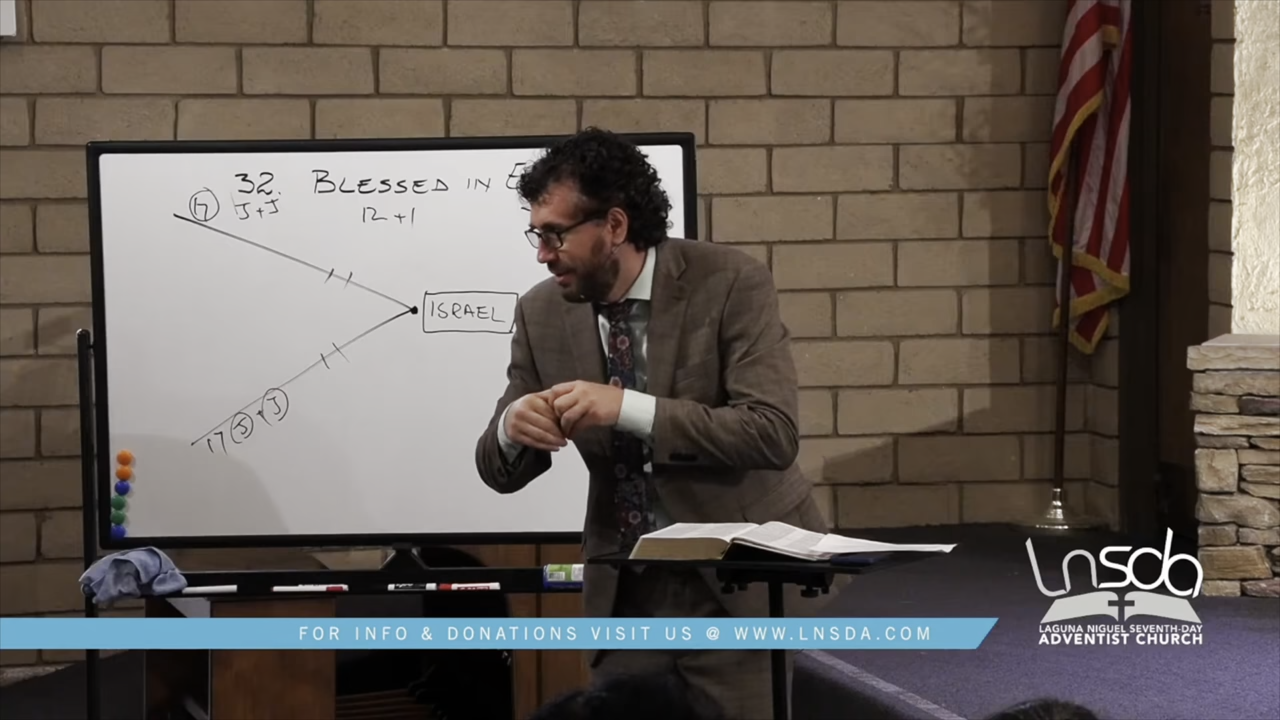 32. BLESSED IN E
17 J+J 12+1
ISRAEL
17 J + J
FOR INFO & DONATIONS VISIT US @ WWW.LNSDA.COM
LNSDA
LAGUNA NIGUEL SEVENTH-DAY
ADVENTIST CHURCH